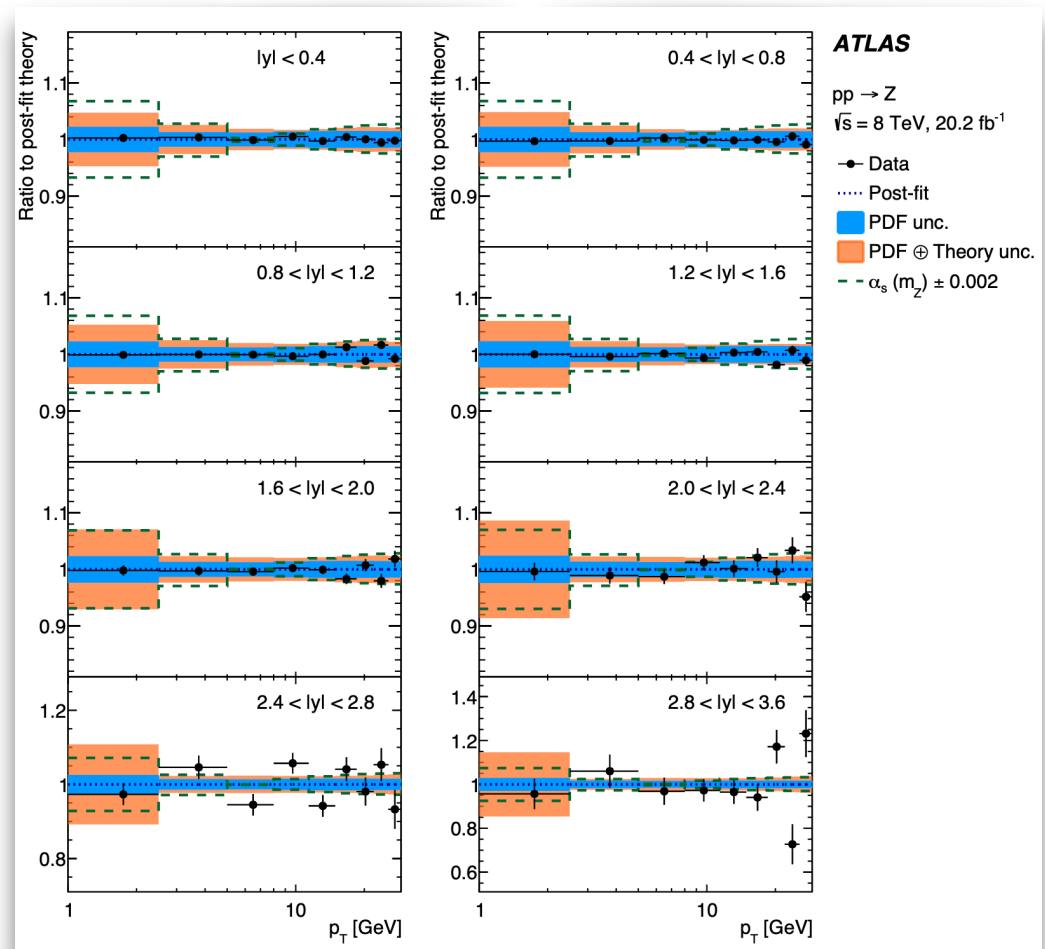 Ratio to post-fit theory
|y| < 0.4
1.1
1
0.9
Ratio to post-fit theory
0.4 < |y| < 0.8
1.1
1
0.9
ATLAS
pp → Z
√s = 8 TeV, 20.2 fb⁻¹
Data
Post-fit
PDF unc.
PDF ⊕ Theory unc.
αs (mZ) ± 0.002
0.8 < |y| < 1.2
1.1
1
0.9
1.2 < |y| < 1.6
1.1
1
0.9
1.6 < |y| < 2.0
1.1
1
0.9
2.0 < |y| < 2.4
1.1
1
0.9
2.4 < |y| < 2.8
1.2
1
0.8
2.8 < |y| < 3.6
1.4
1.2
1
0.8
0.6
1 10
pT [GeV]
1 10
pT [GeV]